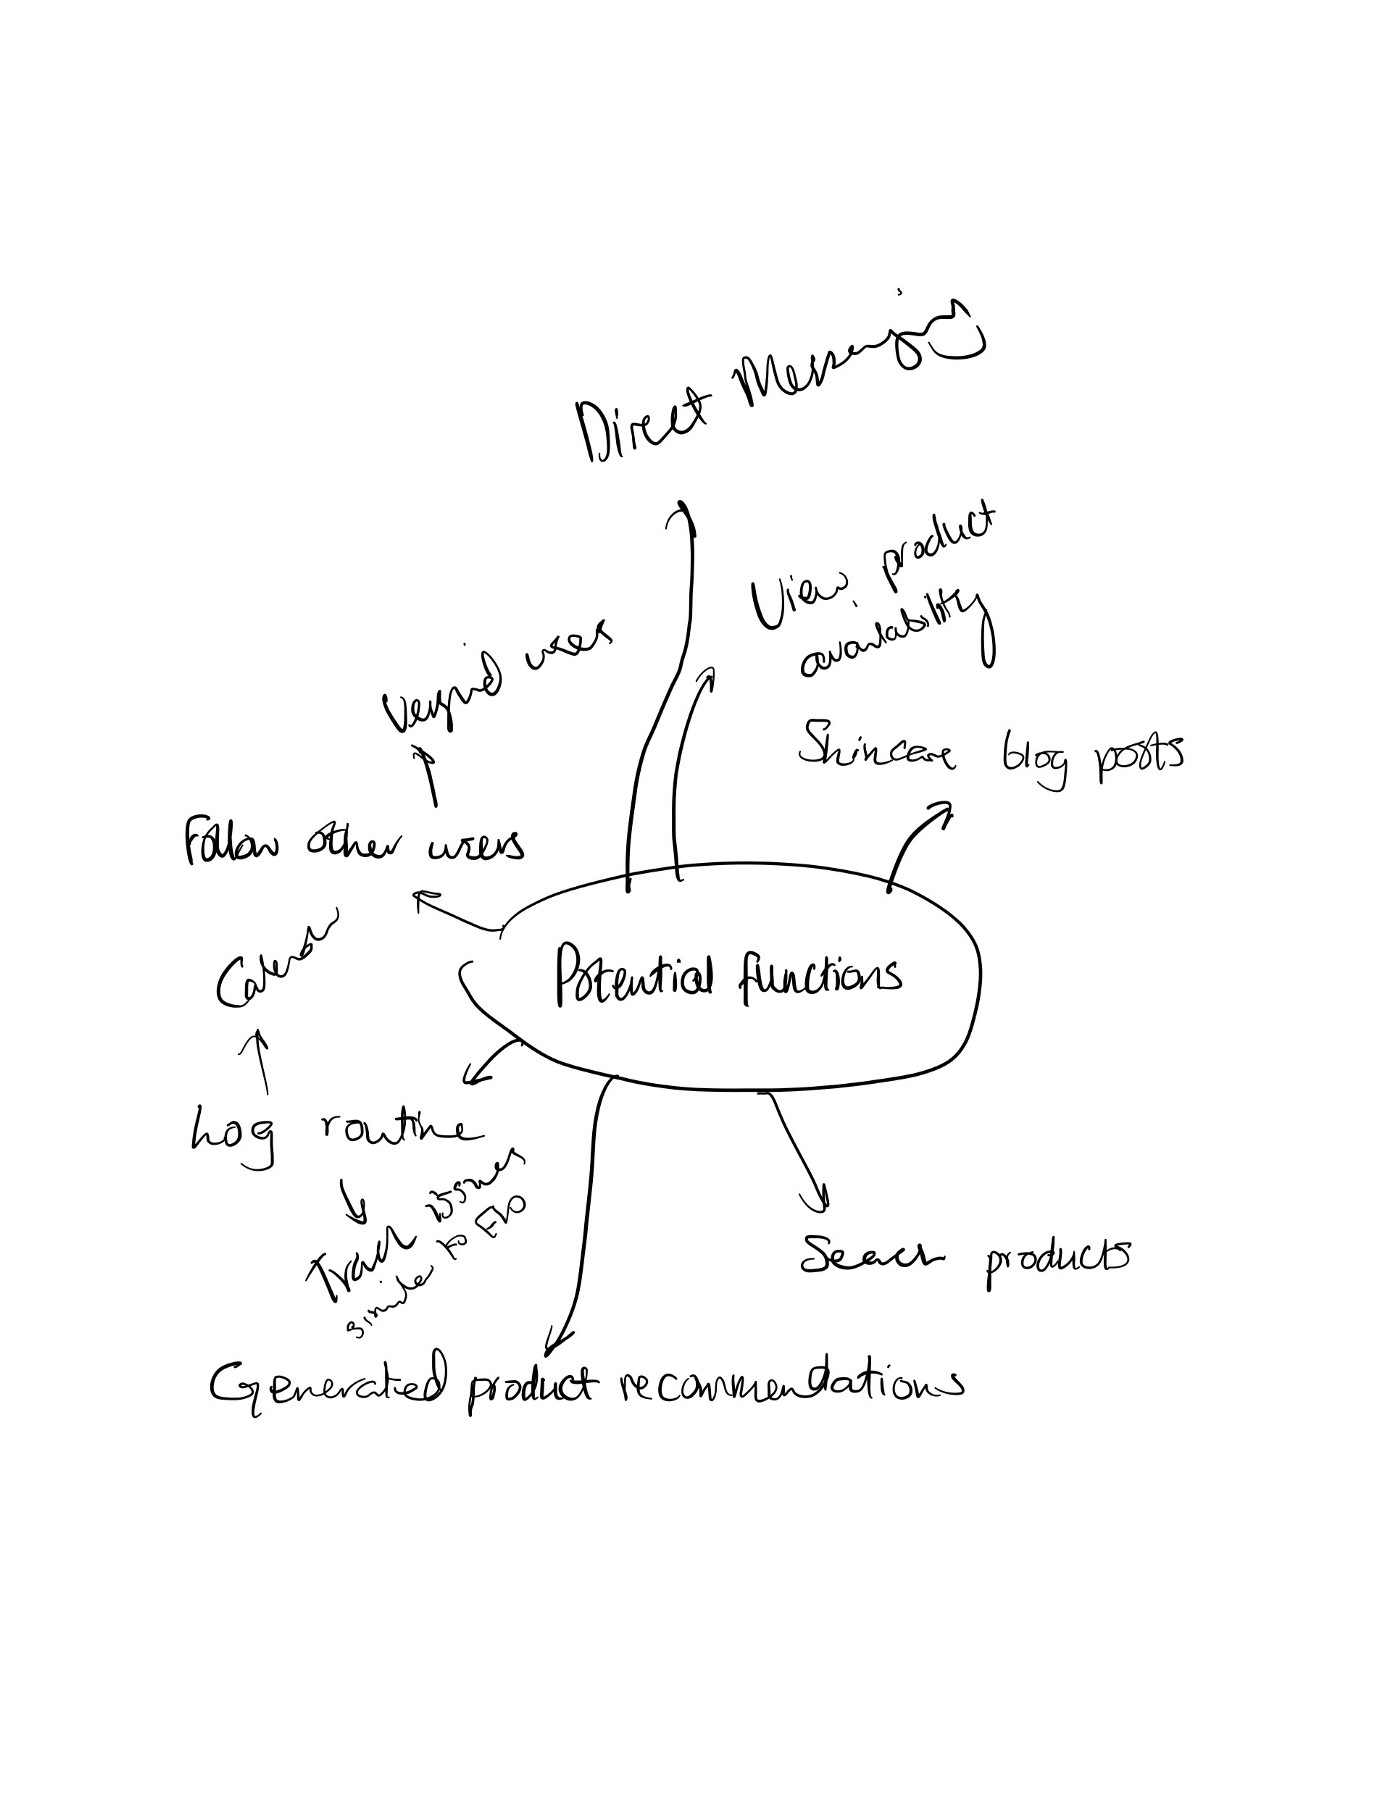 Direct Messaging
View product
availability
Verified users
Skincare blog posts
Follow other users
Calendar
Potential functions
Log routine
Track issues
similar to Flo
Search products
Generated product recommendations